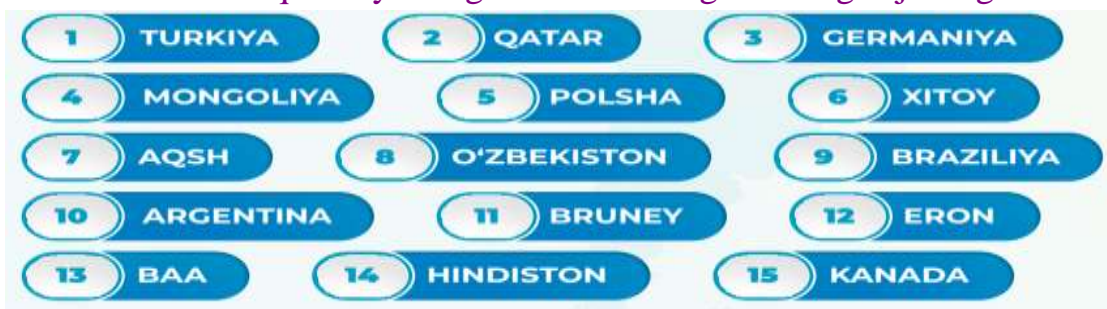 1 TURKIYA 2 QATAR 3 GERMANIYA
4 MONGOLIYA 5 POLSHA 6 XITOY
7 AQSH 8 O‘ZBEKISTON 9 BRAZILIYA
10 ARGENTINA 11 BRUNEY 12 ERON
13 BAA 14 HINDISTON 15 KANADA